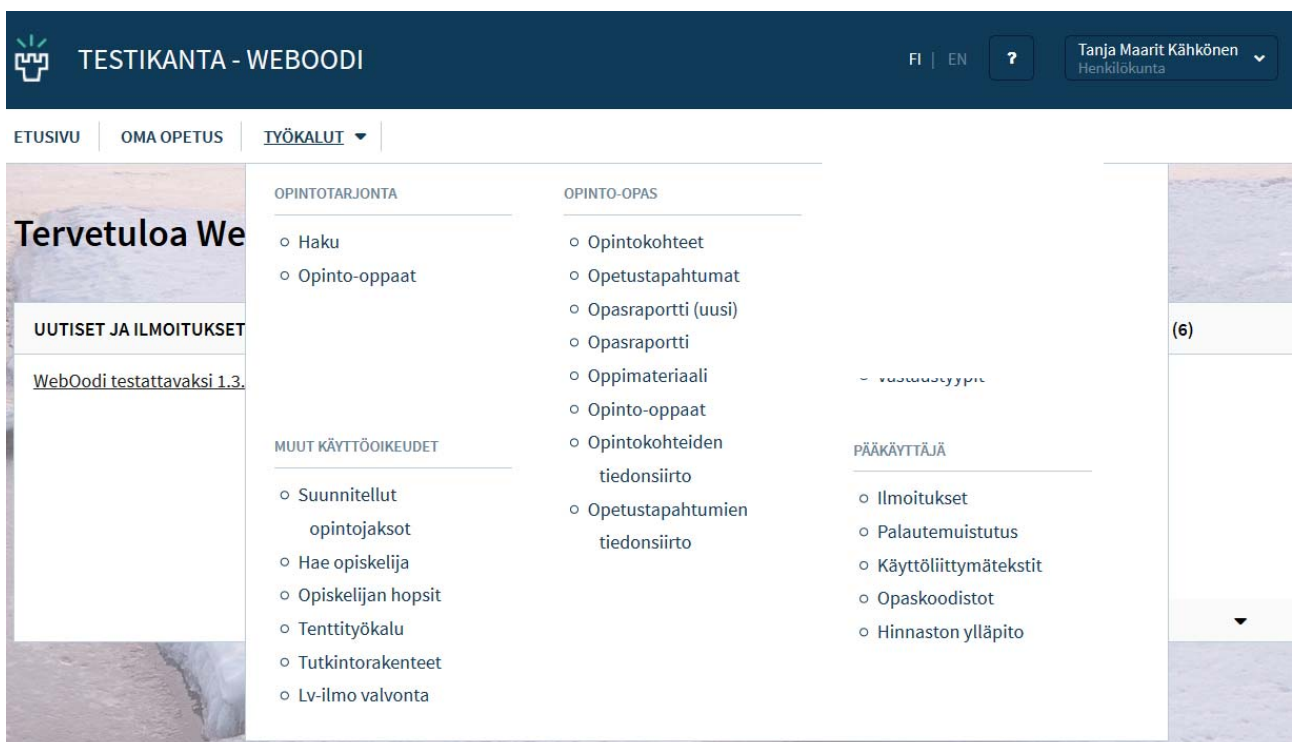 TESTIKANTA - WEBOODI
FI | EN
?
Tanja Maarit Kähkönen
Henkilökunta
ETUSIVU
OMA OPETUS
TYÖKALUT
Tervetuloa We
UUTISET JA ILMOITUKSET
(6)
WebOodi testattavaksi 1.3.
OPINTOTARJONTA
Haku
Opinto-oppaat
MUUT KÄYTTÖOIKEUDET
Suunnitellut
opintojaksot
Hae opiskelija
Opiskelijan hopsit
Tenttityökalu
Tutkintorakenteet
Lv-ilmo valvonta
OPINTO-OPAS
Opintokohteet
Opetustapahtumat
Opasraportti (uusi)
Opasraportti
Oppimateriaali
Opinto-oppaat
Opintokohteiden
tiedonsiirto
Opetustapahtumien
tiedonsiirto
Vastaustyypit
PÄÄKÄYTTÄJÄ
Ilmoitukset
Palautemuistutus
Käyttöliittymätekstit
Opaskoodistot
Hinnaston ylläpito